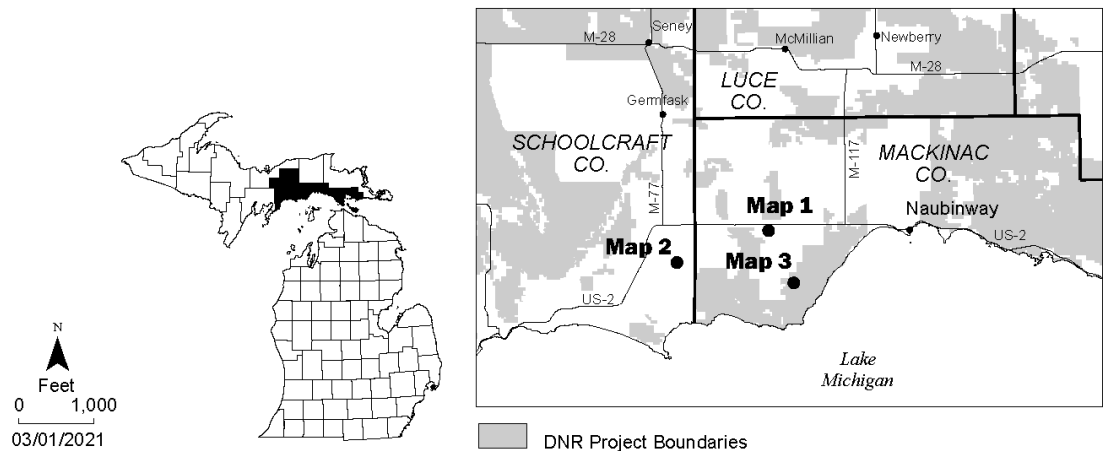 N
Feet
0 1,000
03/01/2021
Seney
M-28
McMillian
Newberry
M-28
LUCE
CO.
Germfask
SCHOOLCRAFT
CO.
M-77
M-117
MACKINAC
CO.
Map 1
Naubinway
US-2
Map 2
Map 3
US-2
Lake
Michigan
DNR Project Boundaries